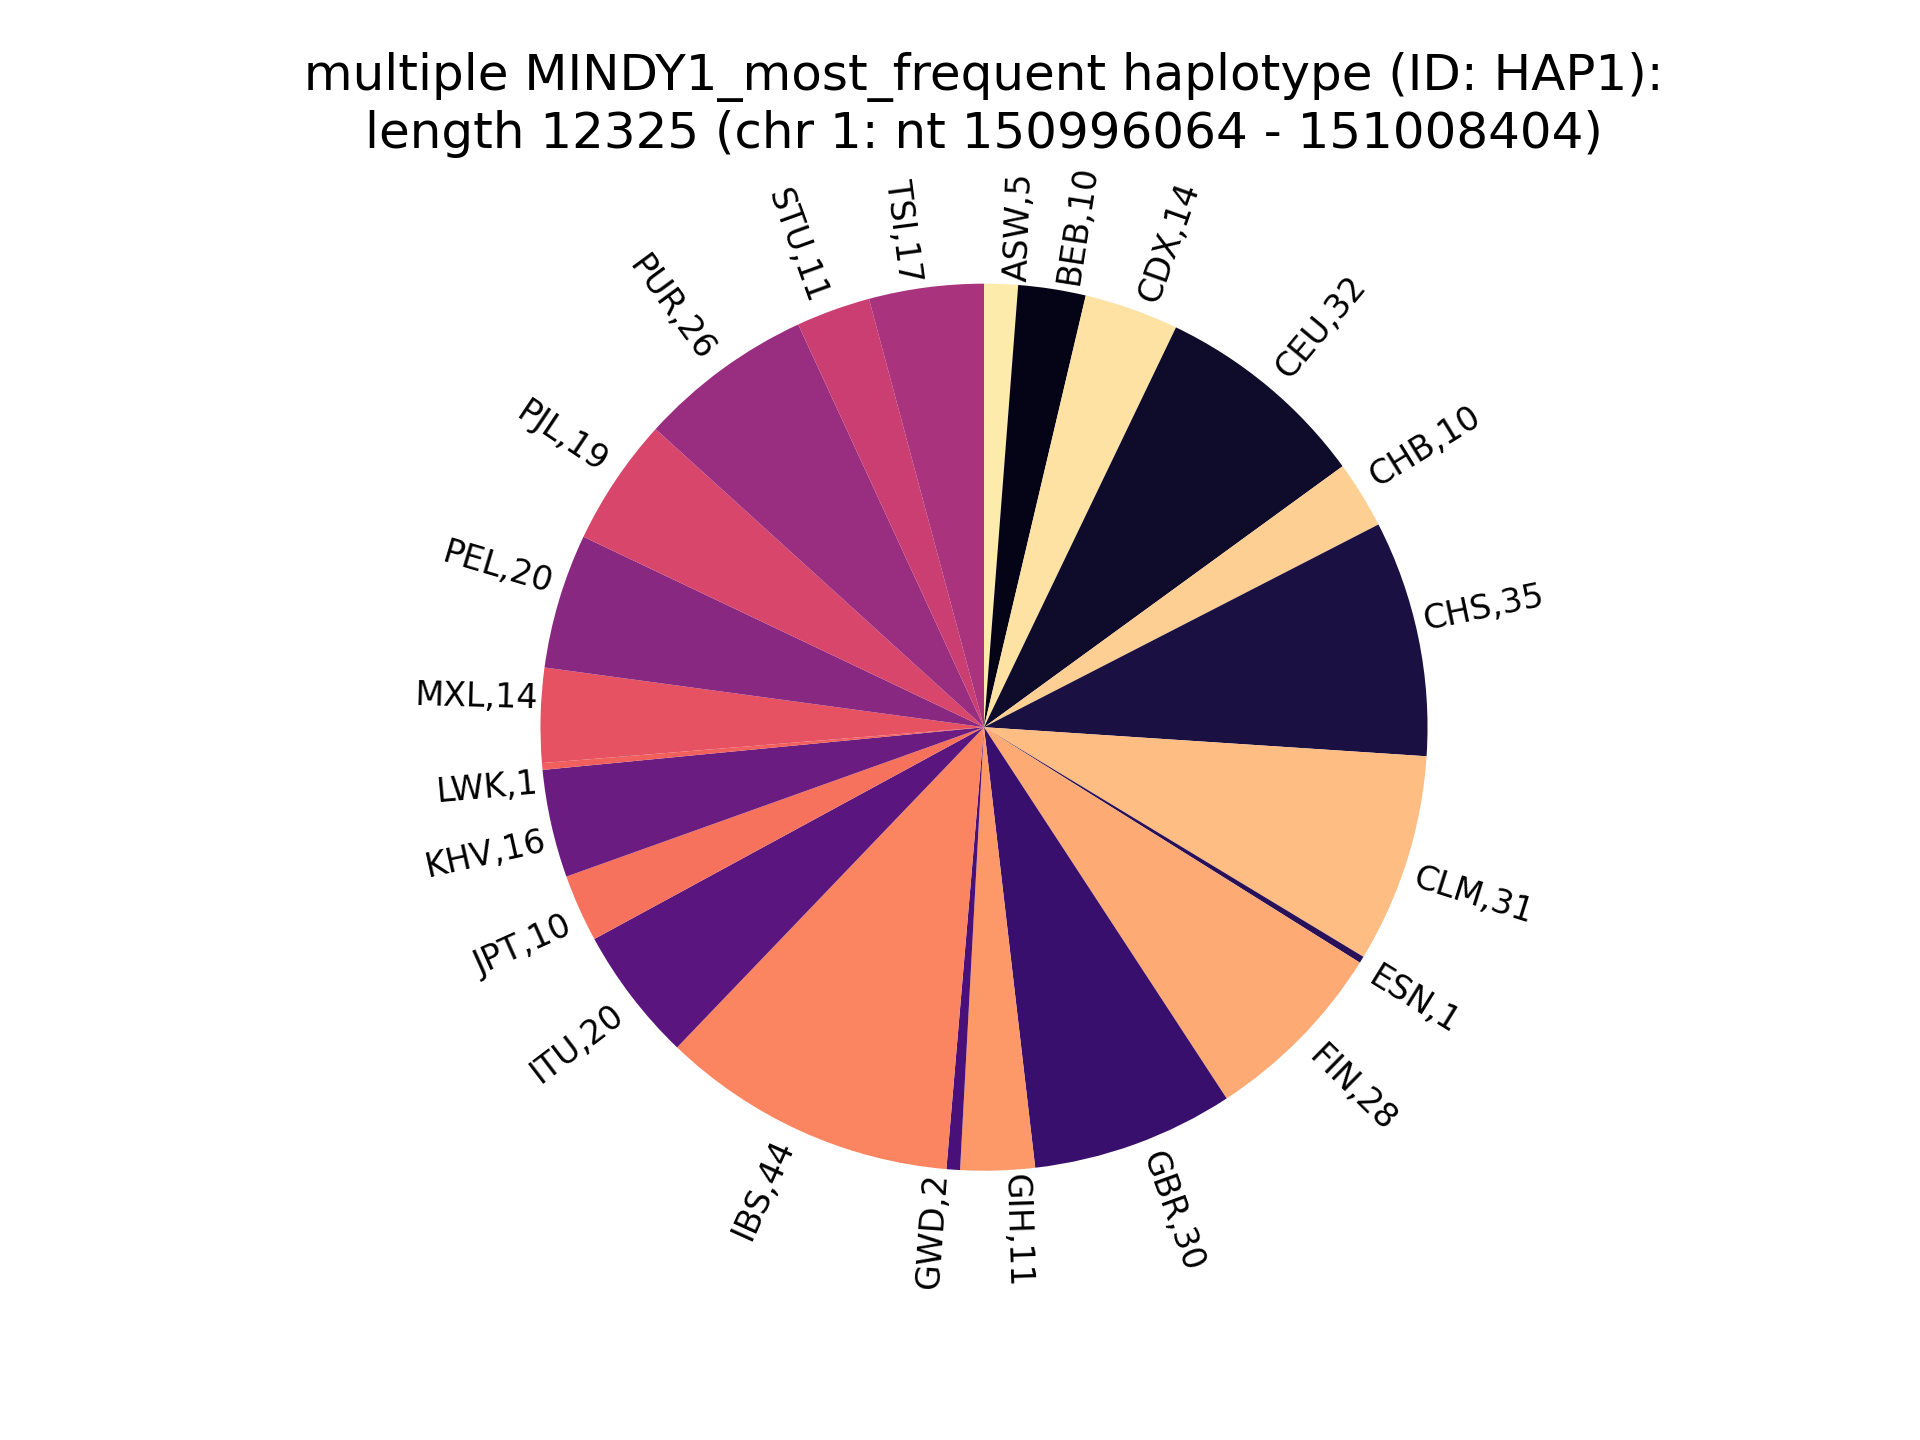 multiple MINDY1_most_frequent haplotype (ID: HAP1):
length 12325 (chr 1: nt 150996064 - 151008404)
ASW,5
BEB,10
CDX,14
CEU,32
CHB,10
CHS,35
CLM,31
ESN,1
FIN,28
GBR,30
GIH,11
GWD,2
IBS,44
ITU,20
JPT,10
KHV,16
LWK,1
MXL,14
PEL,20
PJL,19
PUR,26
STU,11
TSI,17